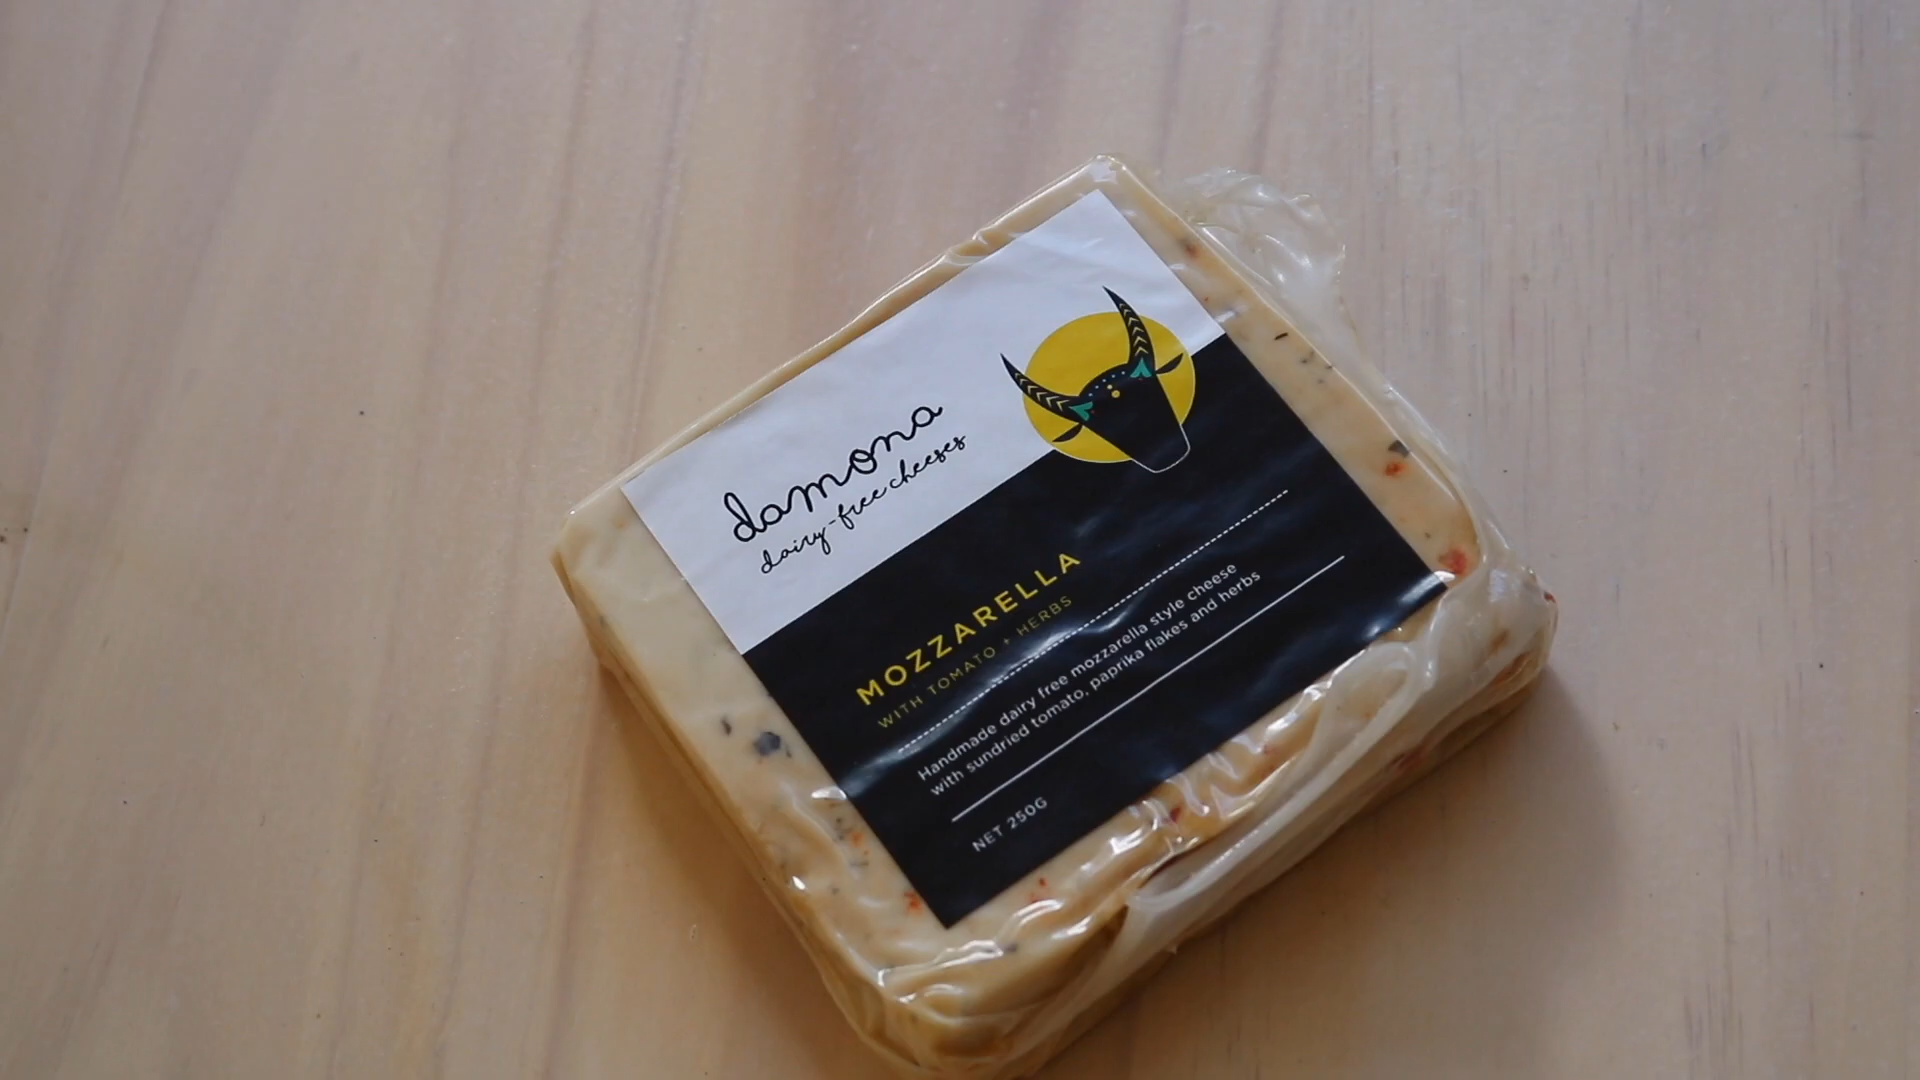 damona
dairy-free cheeses
MOZZARELLA
WITH TOMATO + HERBS
Handmade dairy free mozzarella style cheese
with sundried tomato, paprika flakes and herbs
NET 250G